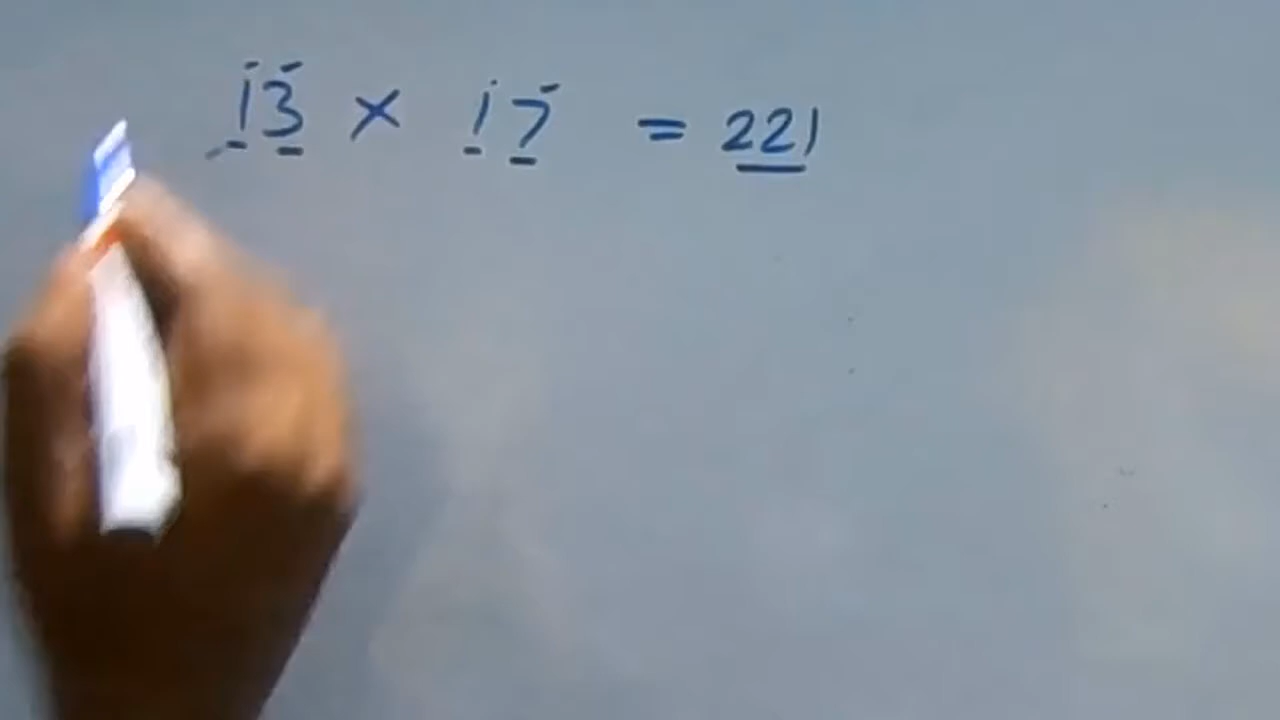 13 × 17 = 221